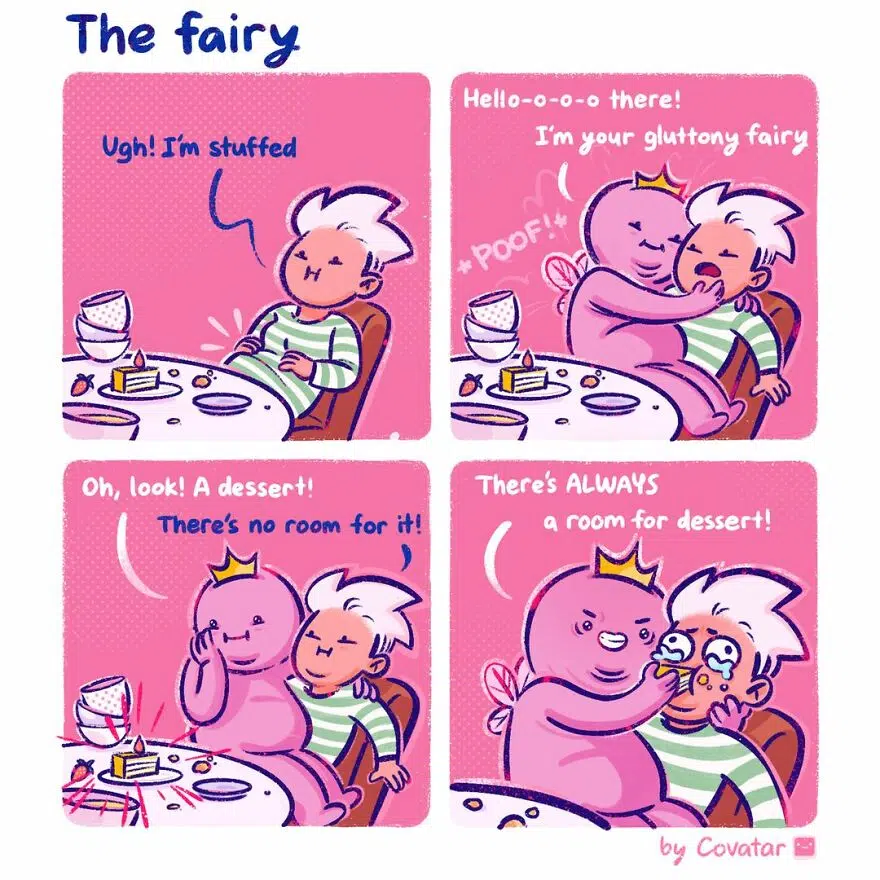 The fairy
Ugh! I'm stuffed
Hello-o-o-o there!
I'm your gluttony fairy
*POOF!*
Oh, look! A dessert!
There's no room for it!
There's ALWAYS
a room for dessert!
by Covatar